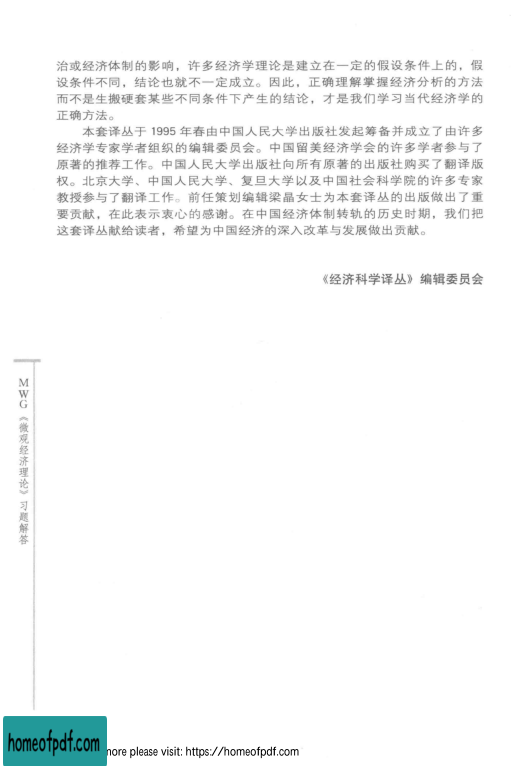 治或经济体制的影响，许多经济学理论是建立在一定的假设条件上的，假
设条件不同，结论也就不一定成立。因此，正确理解掌握经济分析的方法
而不是生搬硬套某些不同条件下产生的结论，才是我们学习当代经济学的
正确方法。
本套译丛于 1995 年春由中国人民大学出版社发起筹备并成立了由许多
经济学专家学者组织的编辑委员会。中国留美经济学会的许多学者参与了
原著的推荐工作。中国人民大学出版社向所有原著的出版社购买了翻译版
权。北京大学、中国人民大学、复旦大学以及中国社会科学院的许多专家
教授参与了翻译工作。前任策划编辑梁晶女士为本套译丛的出版做出了重
要贡献，在此表示衷心的感谢。在中国经济体制转轨的历史时期，我们把
这套译丛献给读者，希望为中国经济的深入改革与发展做出贡献。
《经济科学译丛》编辑委员会
MWG《微观经济理论》习题解答
homeofpdf.com
more please visit: https://homeofpdf.com